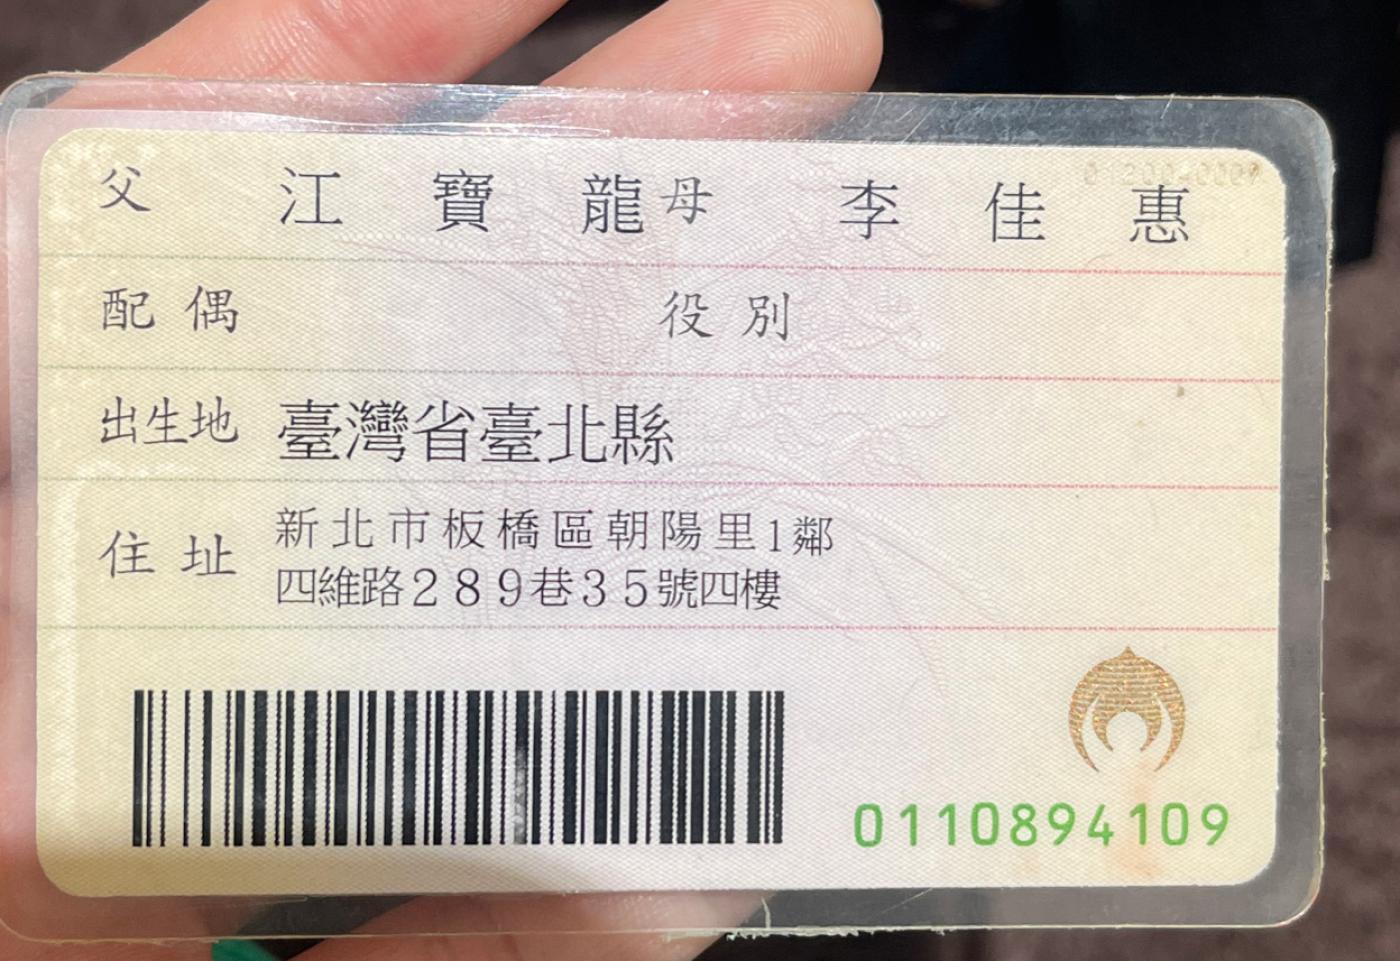 父 江寶龍 母 李佳惠
配偶 役別
出生地 臺灣省臺北縣
住址 新北市板橋區朝陽里1鄰
四維路289巷35號四樓
0110894109